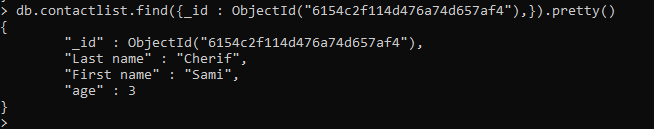 > db.contactlist.find({_id : ObjectId("6154c2f114d476a74d657af4"),}).pretty()
{
        "_id" : ObjectId("6154c2f114d476a74d657af4"),
        "Last name" : "Cherif",
        "First name" : "Sami",
        "age" : 3
}
>